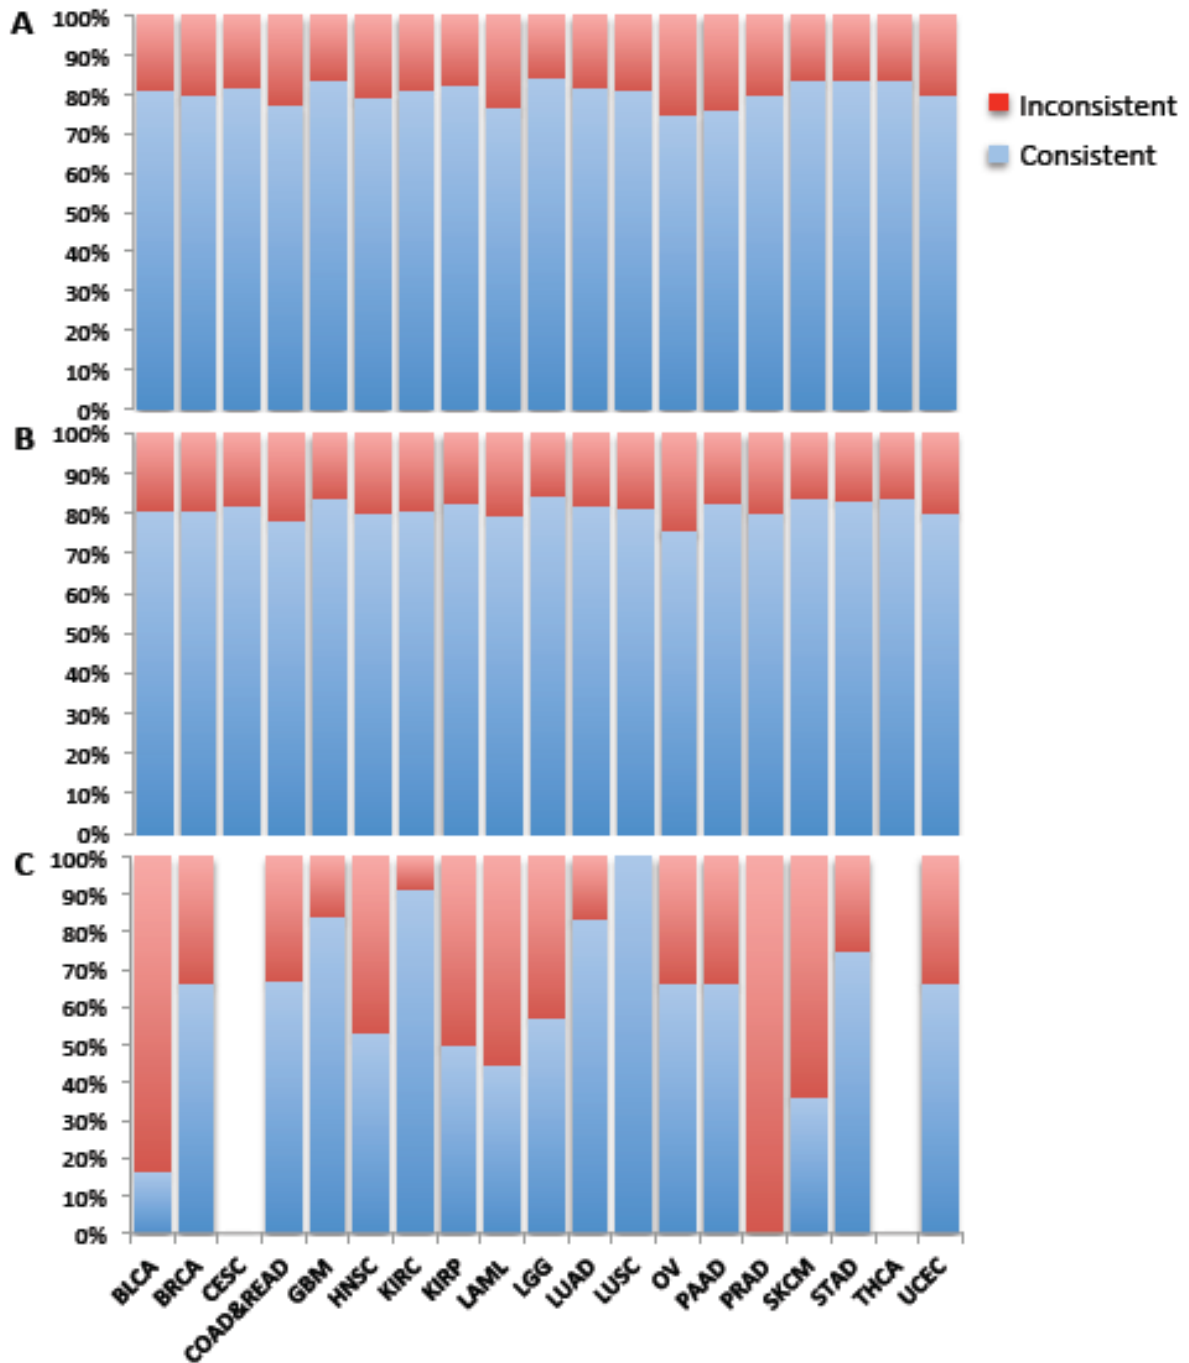 A
100%
90%
80%
70%
60%
50%
40%
30%
20%
10%
0%
Inconsistent
Consistent
B
100%
90%
80%
70%
60%
50%
40%
30%
20%
10%
0%
C
100%
90%
80%
70%
60%
50%
40%
30%
20%
10%
0%
BLCA
BRCA
CESC
COAD&READ
GBM
HNSC
KIRC
KIRP
LAML
LGG
LUAD
LUSC
OV
PAAD
PRAD
SKCM
STAD
THCA
UCEC